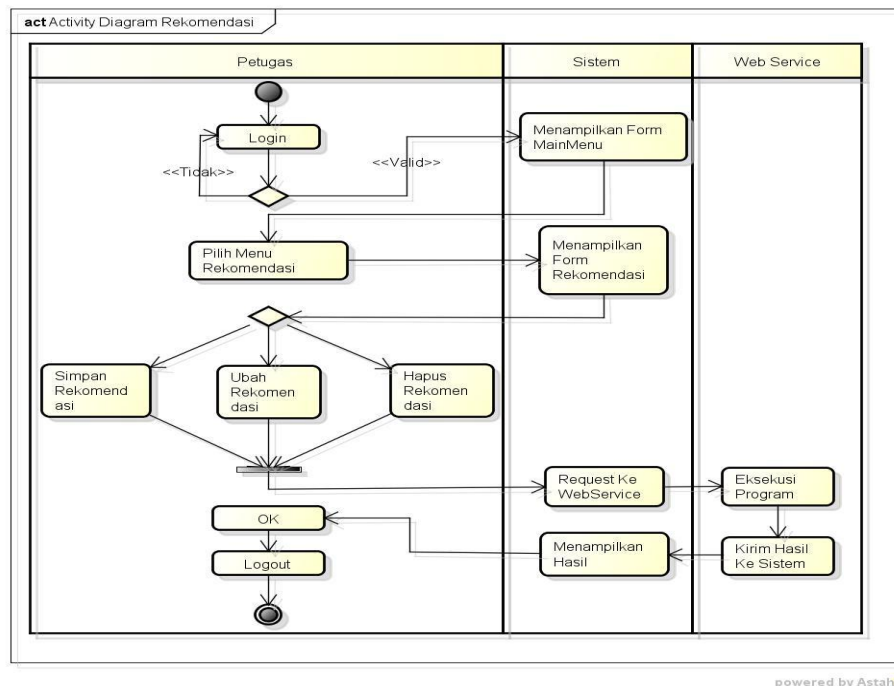 act Activity Diagram Rekomendasi
Petugas
Sistem
Web Service
Login
Menampilkan Form
MainMenu
<<Tidak>>
<<Valid>>
Pilih Menu
Rekomendasi
Menampilkan
Form
Rekomendasi
Simpan
Rekomend
asi
Ubah
Rekomen
dasi
Hapus
Rekomen
dasi
Request Ke
WebService
Eksekusi
Program
OK
Menampilkan
Hasil
Kirim Hasil
Ke Sistem
Logout
powered by Astah